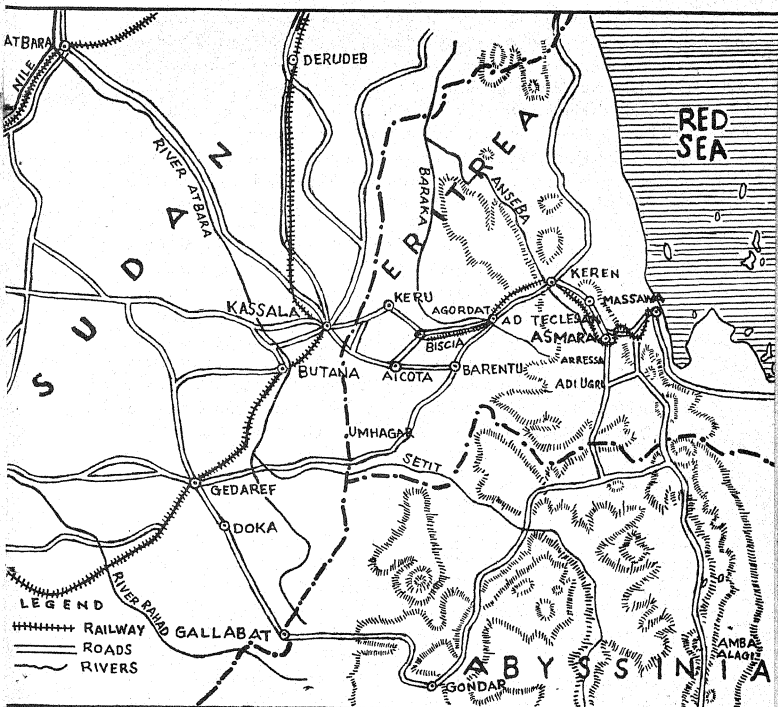 ATBARA
NILE
DERUDEB
RED
SEA
RIVER ATBARA
SUDAN
BARAKA
ANSEBA
ERITREA
KEREN
KASSALA
KERU
AGORDAT
MASSAWA
AD TECLESAN
BISCIA
ASMARA
ARRESSA
BUTANA
AICOTA
BARENTU
ADI UGRI
UMHAGAR
SETIT
GEDAREF
DOKA
RIVER RAHAD
LEGEND
RAILWAY
ROADS
RIVERS
GALLABAT
AMBA
ALAGI
ABYSSINIA
GONDAR